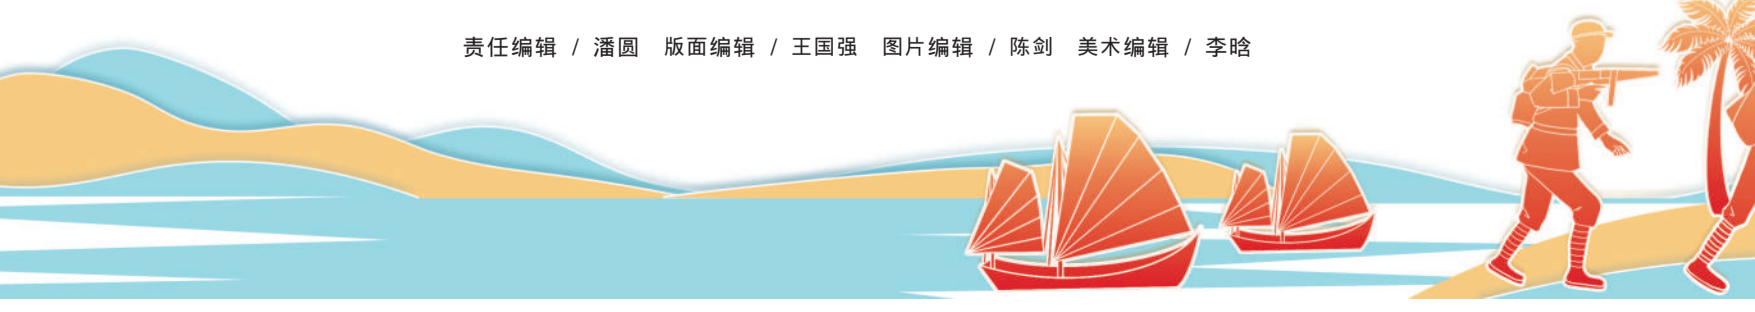 责任编辑 / 潘圆 版面编辑 / 王国强 图片编辑 / 陈剑 美术编辑 / 李晗